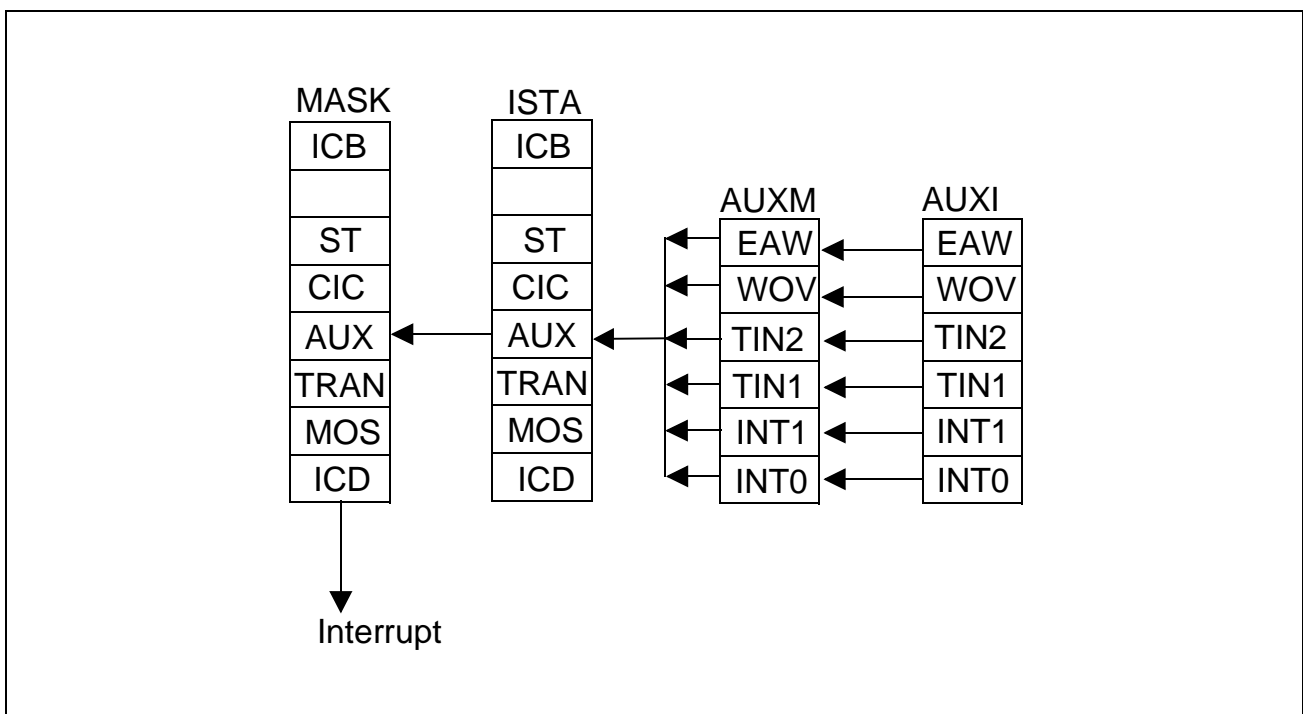 MASK
ICB
ST
CIC
AUX
TRAN
MOS
ICD
Interrupt
ISTA
ICB
ST
CIC
AUX
TRAN
MOS
ICD
AUXM
EAW
WOV
TIN2
TIN1
INT1
INT0
AUXI
EAW
WOV
TIN2
TIN1
INT1
INT0